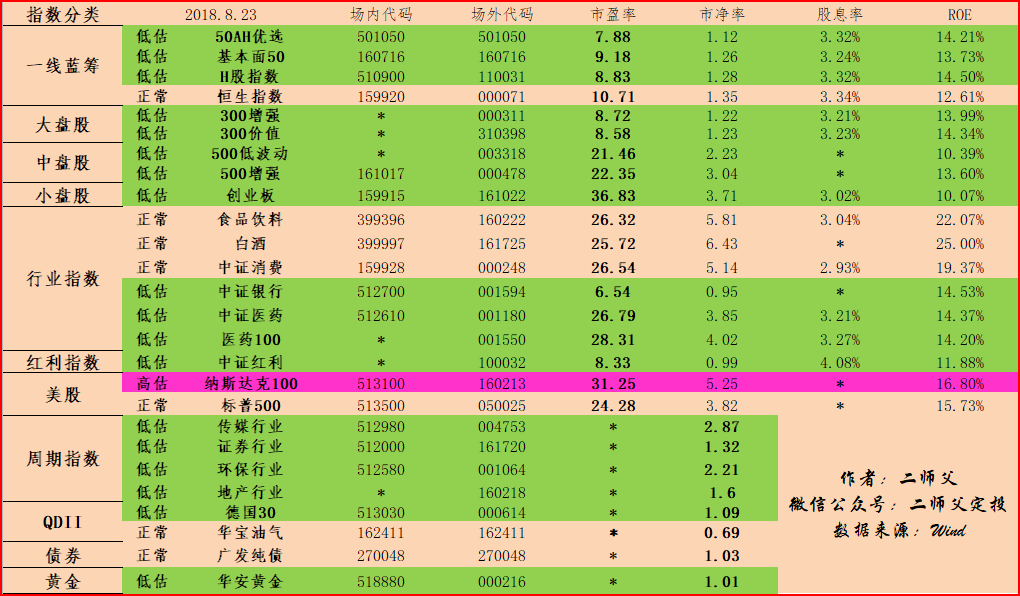 指数分类 2018.8.23 场内代码 场外代码 市盈率 市净率 股息率 ROE
一线蓝筹
低估 50AH优选 501050 501050 7.88 1.12 3.32% 14.21%
低估 基本面50 160716 160716 9.18 1.26 3.24% 13.73%
低估 H股指数 510900 110031 8.83 1.28 3.32% 14.50%
正常 恒生指数 159920 000071 10.71 1.35 3.34% 12.61%
大盘股
低估 300增强 * 000311 8.72 1.22 3.21% 13.99%
低估 300价值 * 310398 8.58 1.23 3.23% 14.34%
中盘股
低估 500低波动 * 003318 21.46 2.23 * 10.39%
低估 500增强 161017 000478 22.35 3.04 * 13.60%
小盘股 低估 创业板 159915 161022 36.83 3.71 3.02% 10.07%
行业指数
正常 食品饮料 399396 160222 26.32 5.81 3.04% 22.07%
正常 白酒 399997 161725 25.72 6.43 * 25.00%
正常 中证消费 159928 000248 26.54 5.14 2.93% 19.37%
低估 中证银行 512700 001594 6.54 0.95 * 14.53%
低估 中证医药 512610 001180 26.79 3.85 3.21% 14.37%
低估 医药100 * 001550 28.31 4.02 3.27% 14.20%
红利指数 低估 中证红利 * 100032 8.33 0.99 4.08% 11.88%
美股
高估 纳斯达克100 513100 160213 31.25 5.25 * 16.80%
正常 标普500 513500 050025 24.28 3.82 * 15.73%
周期指数
低估 传媒行业 512980 004753 * 2.87
低估 证券行业 512000 161720 * 1.32
低估 环保行业 512580 001064 * 2.21
低估 地产行业 * 160218 * 1.6
QDII
低估 德国30 513030 000614 * 1.09
正常 华宝油气 162411 162411 * 0.69
债券 正常 广发纯债 270048 270048 * 1.03
黄金 低估 华安黄金 518880 000216 * 1.01
作者：二师父
微信公众号：二师父定投
数据来源：Wind